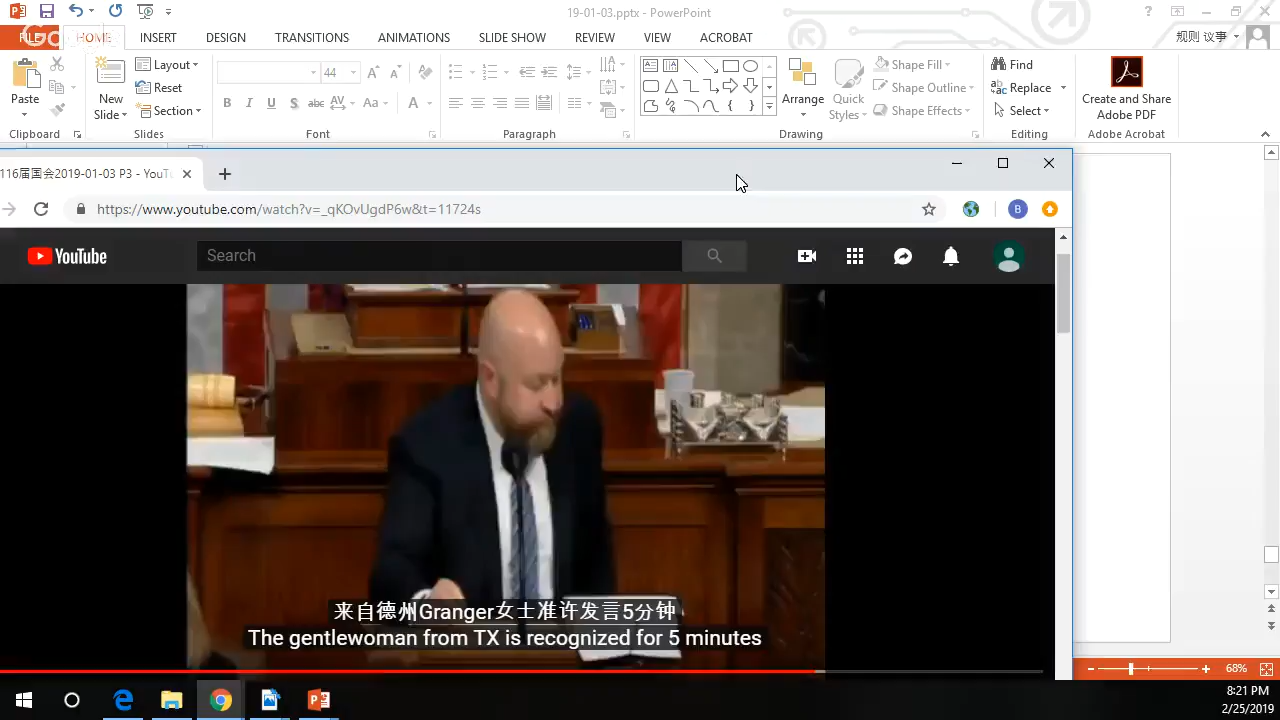 19-01-03.pptx - PowerPoint
FILE HOME INSERT DESIGN TRANSITIONS ANIMATIONS SLIDE SHOW REVIEW VIEW ACROBAT 规则 议事
Paste
New Slide
Layout
Reset
Section
44
B I U S abc AV Aa A
Arrange
Quick Styles
Shape Fill
Shape Outline
Shape Effects
Find
Replace
Select
Create and Share Adobe PDF
Clipboard Slides Font Paragraph Drawing Editing Adobe Acrobat
116届国会2019-01-03 P3 - YouTu
https://www.youtube.com/watch?v=_qKOvUgdP6w&t=11724s
B
YouTube
Search
来自德州Granger女士准许发言5分钟
The gentlewoman from TX is recognized for 5 minutes
68%
8:21 PM
2/25/2019